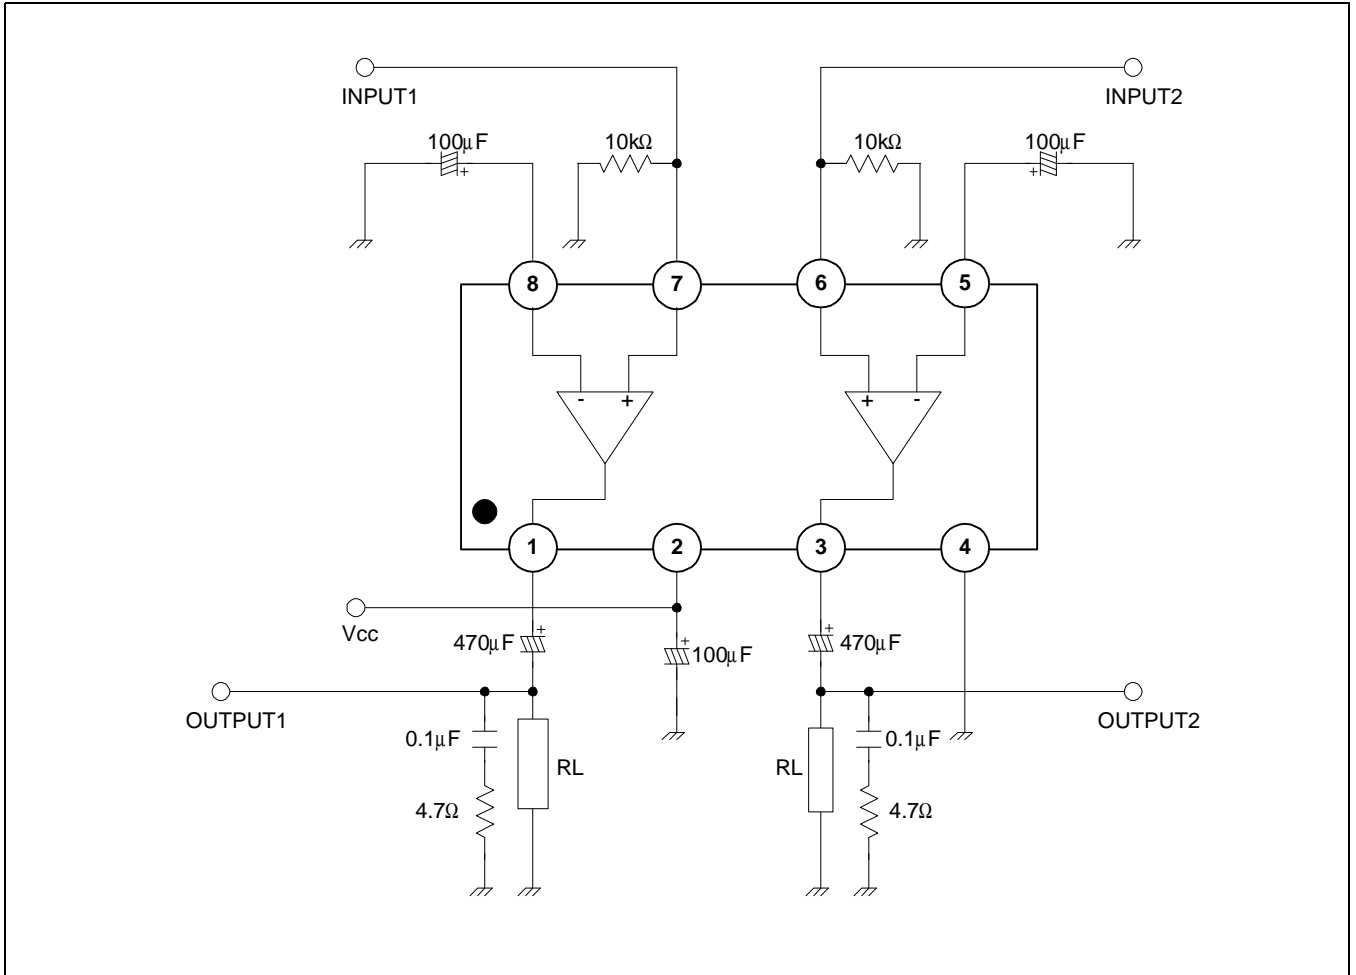 INPUT1
INPUT2
100μF
10kΩ
10kΩ
100μF
+
+
8
7
6
5
-
+
+
-
1
2
3
4
Vcc
470μF
+
+
100μF
+
470μF
OUTPUT1
OUTPUT2
0.1μF
RL
RL
0.1μF
4.7Ω
4.7Ω